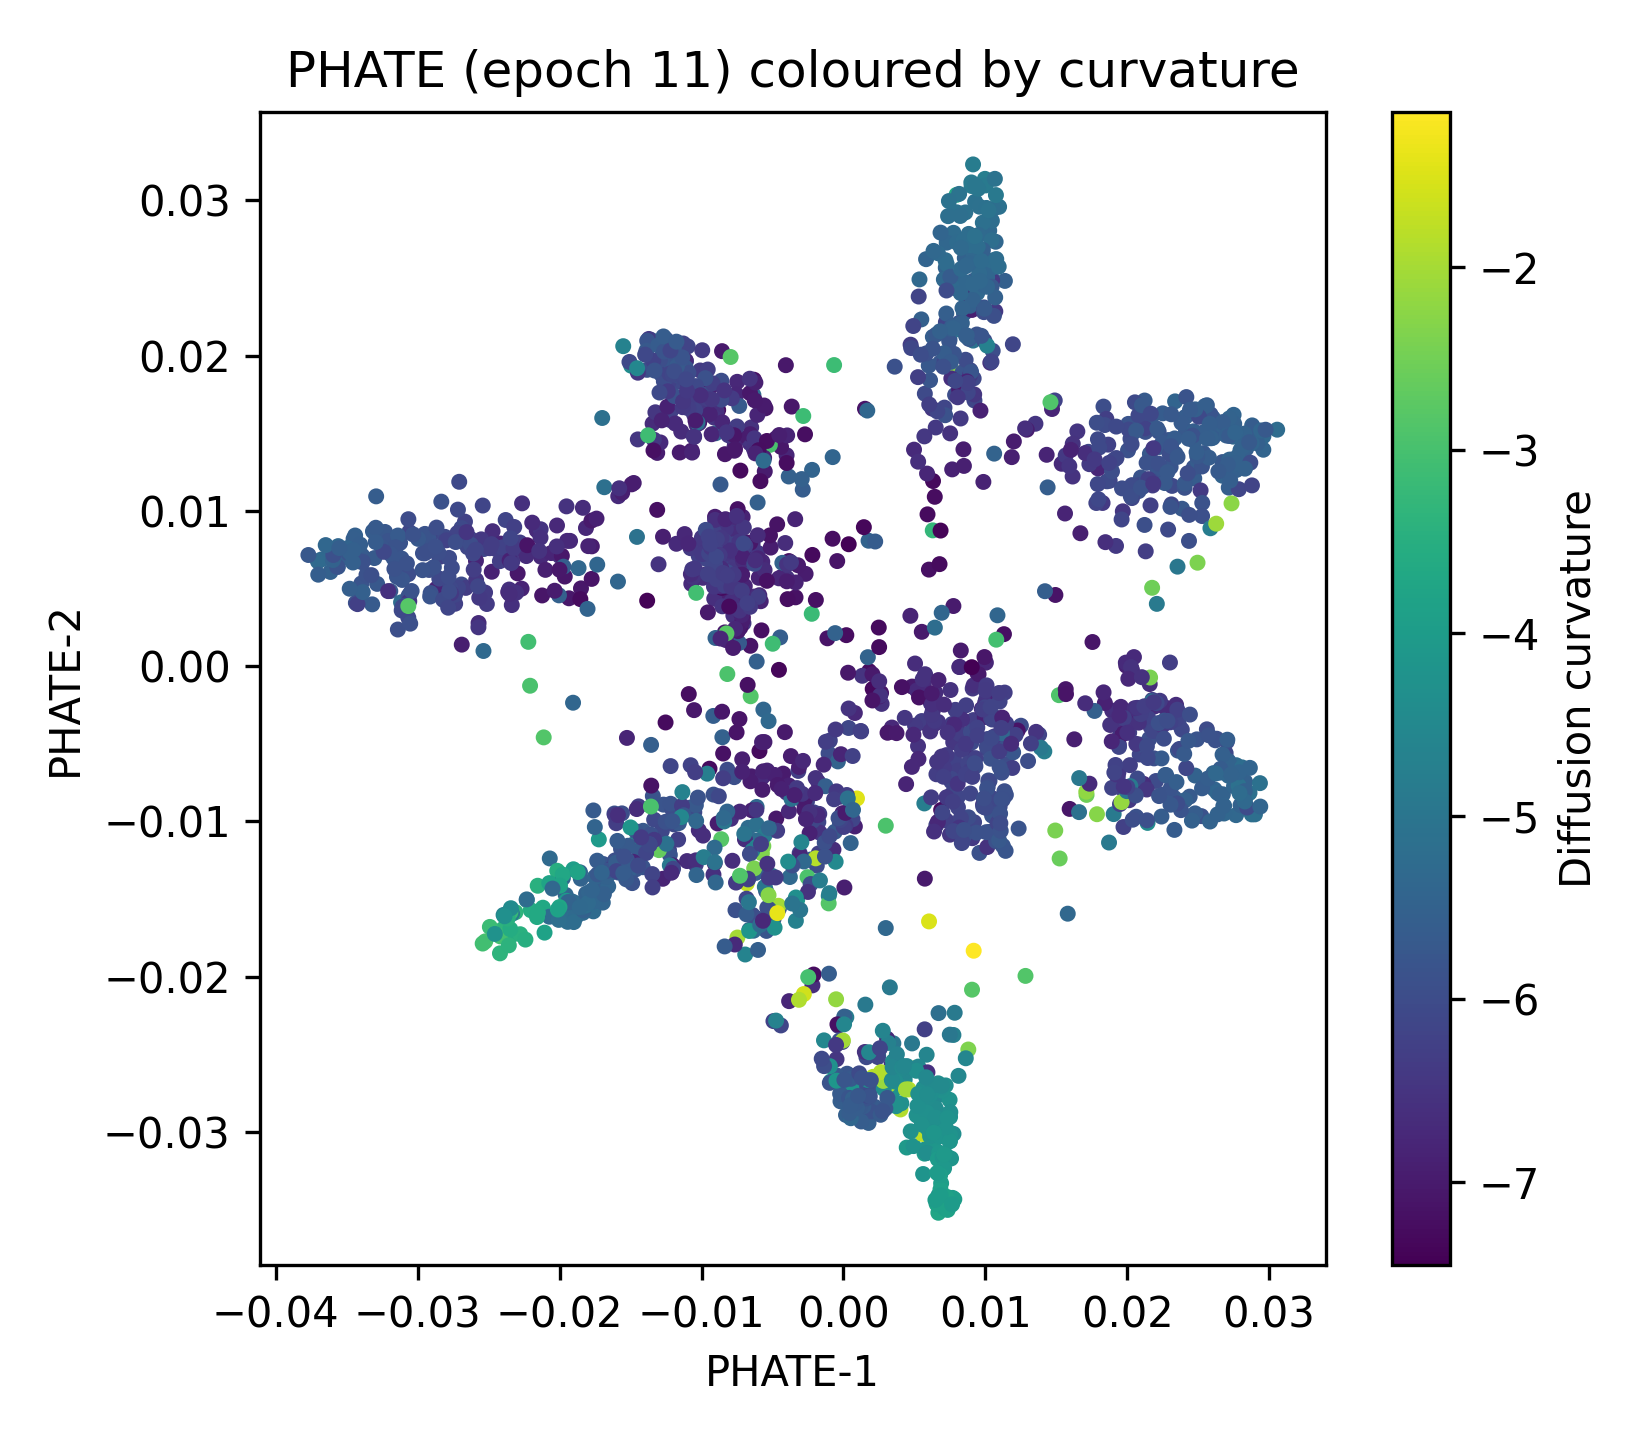 PHATE (epoch 11) coloured by curvature
0.03
0.02
0.01
0.00
−0.01
−0.02
−0.03
PHATE-2
−0.04 −0.03 −0.02 −0.01 0.00 0.01 0.02 0.03
PHATE-1
−2
−3
−4
−5
−6
−7
Diffusion curvature